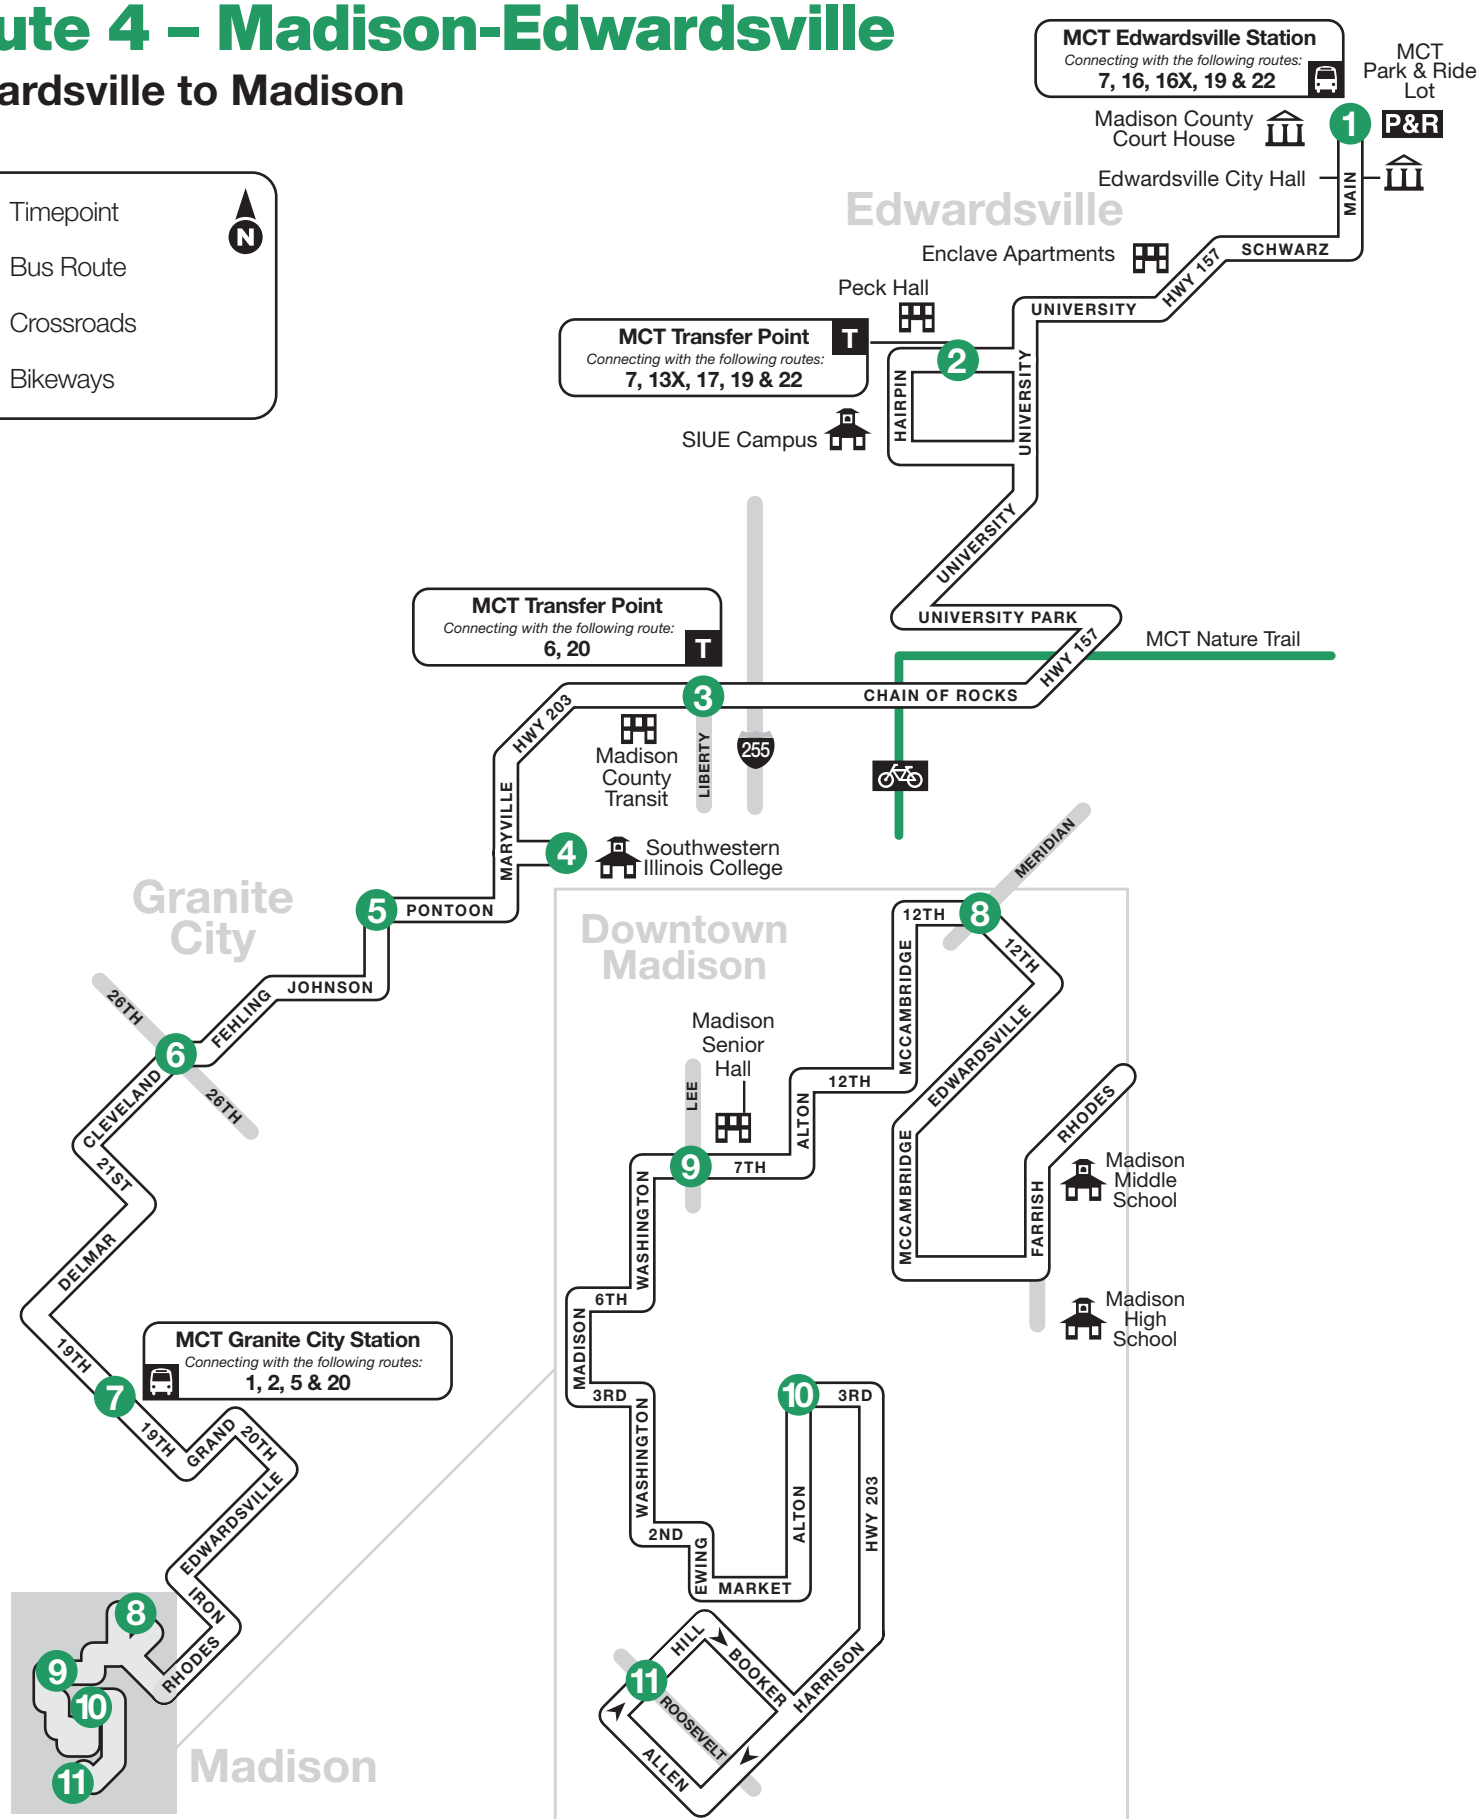 ute 4 – Madison-Edwardsville
ardsville to Madison
Timepoint
N
Bus Route
Crossroads
Bikeways
MCT Edwardsville Station
Connecting with the following routes:
7, 16, 16X, 19 & 22
MCT
Park & Ride
Lot
P&R
1
Madison County
Court House
Edwardsville City Hall
MAIN
Edwardsville
SCHWARZ
HWY 157
Enclave Apartments
UNIVERSITY
Peck Hall
MCT Transfer Point
T
Connecting with the following routes:
7, 13X, 17, 19 & 22
2
HAIRPIN
UNIVERSITY
SIUE Campus
UNIVERSITY
UNIVERSITY PARK
HWY 157
MCT Nature Trail
MCT Transfer Point
Connecting with the following route:
6, 20
T
3
CHAIN OF ROCKS
HWY 203
LIBERTY
255
Madison
County
Transit
MARYVILLE
4
Southwestern
Illinois College
Granite
City
5
PONTOON
JOHNSON
FEHLING
26TH
6
26TH
CLEVELAND
21ST
DELMAR
19TH
MCT Granite City Station
Connecting with the following routes:
1, 2, 5 & 20
7
19TH
GRAND
20TH
EDWARDSVILLE
IRON
RHODES
8
9
10
11
Madison
Downtown
Madison
MERIDIAN
12TH
8
12TH
MCCAMBRIDGE
EDWARDSVILLE
RHODES
Madison
Senior
Hall
12TH
LEE
ALTON
9
7TH
MCCAMBRIDGE
FARRISH
Madison
Middle
School
Madison
High
School
WASHINGTON
6TH
MADISON
3RD
WASHINGTON
10
3RD
2ND
EWING
MARKET
ALTON
HWY 203
HILL
BOOKER
HARRISON
11
ROOSEVELT
ALLEN